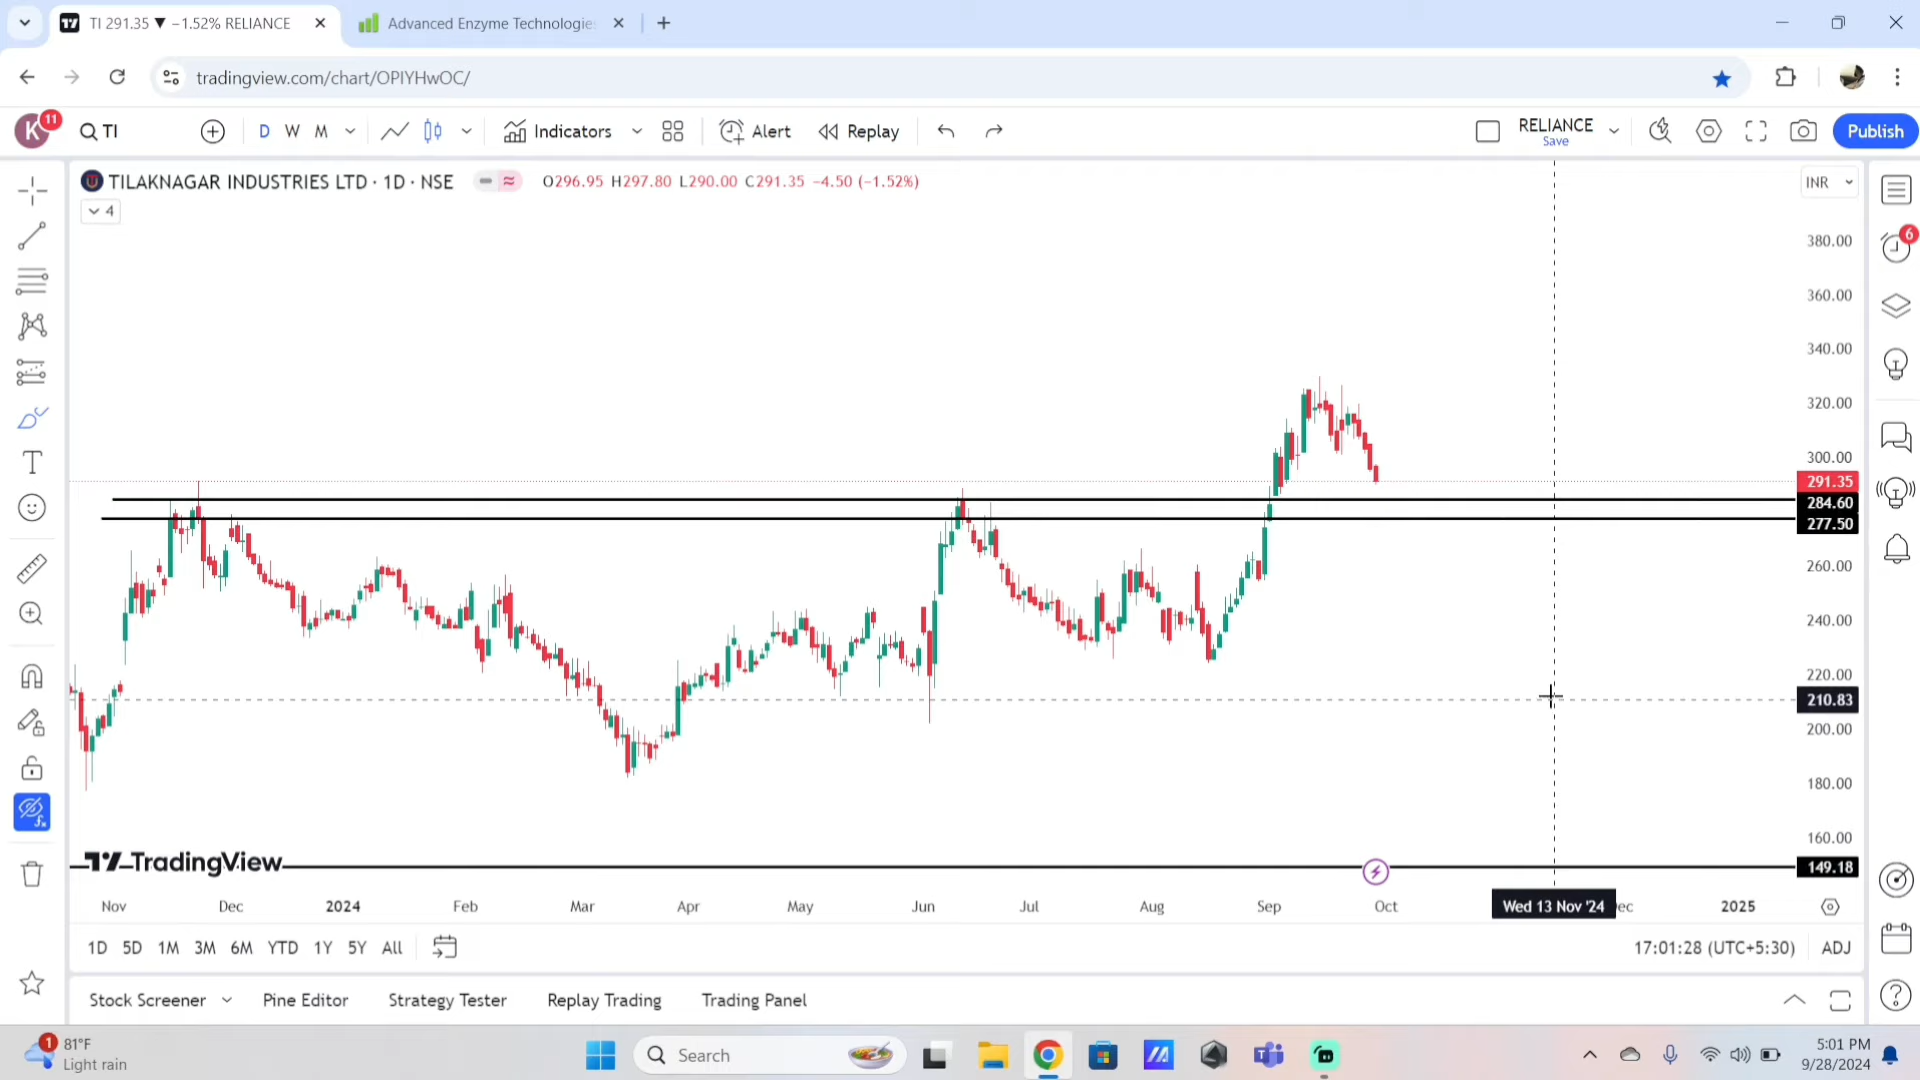 TI 291.35 ▼ −1.52% RELIANCE
Advanced Enzyme Technologies
tradingview.com/chart/OPIYHwOC/
K 11
TI
D W M
Indicators
Alert
Replay
RELIANCE
Save
Publish
TILAKNAGAR INDUSTRIES LTD · 1D · NSE
O296.95 H297.80 L290.00 C291.35 −4.50 (−1.52%)
INR
4
6
380.00
360.00
340.00
320.00
300.00
291.35
284.60
277.50
260.00
240.00
220.00
210.83
200.00
180.00
160.00
149.18
TradingView
Nov Dec 2024 Feb Mar Apr May Jun Jul Aug Sep Oct Wed 13 Nov '24 ec 2025
1D 5D 1M 3M 6M YTD 1Y 5Y All
17:01:28 (UTC+5:30) ADJ
Stock Screener Pine Editor Strategy Tester Replay Trading Trading Panel
1
81°F
Light rain
Search
5:01 PM
9/28/2024